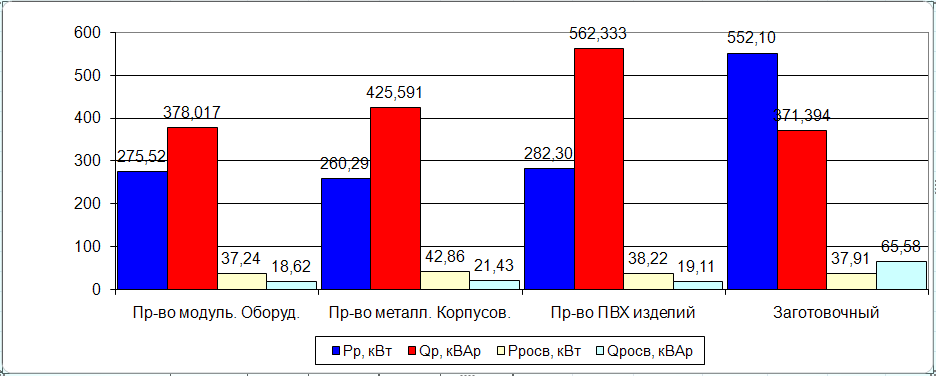 600
500
400
300
200
100
0
275,52
378,017
37,24
18,62
260,29
425,591
42,86
21,43
282,30
562,333
38,22
19,11
552,10
371,394
37,91
65,58
Пр-во модуль. Оборуд.
Пр-во металл. Корпусов.
Пр-во ПВХ изделий
Заготовочный
Рр, кВт
Qр, кВАр
Рросв, кВт
Qросв, кВАр